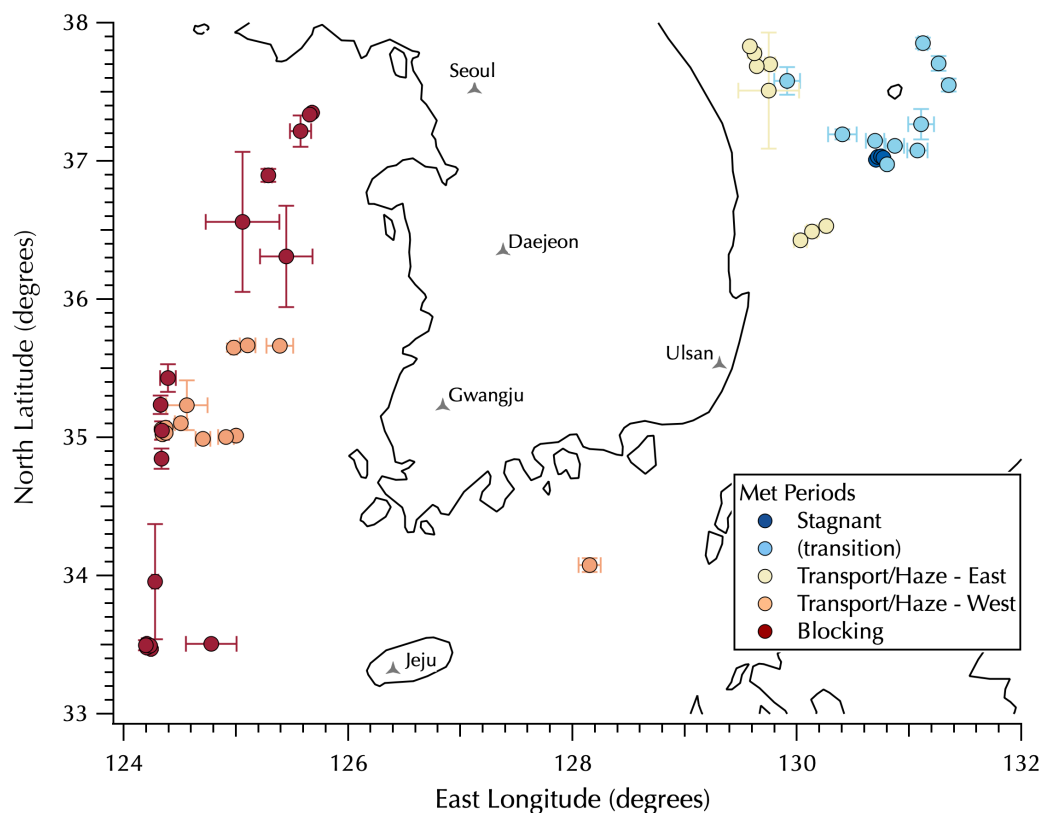 38
37
36
35
34
33
North Latitude (degrees)
Seoul
Daejeon
Ulsan
Gwangju
Jeju
Met Periods
Stagnant
(transition)
Transport/Haze - East
Transport/Haze - West
Blocking
124
126
128
130
132
East Longitude (degrees)